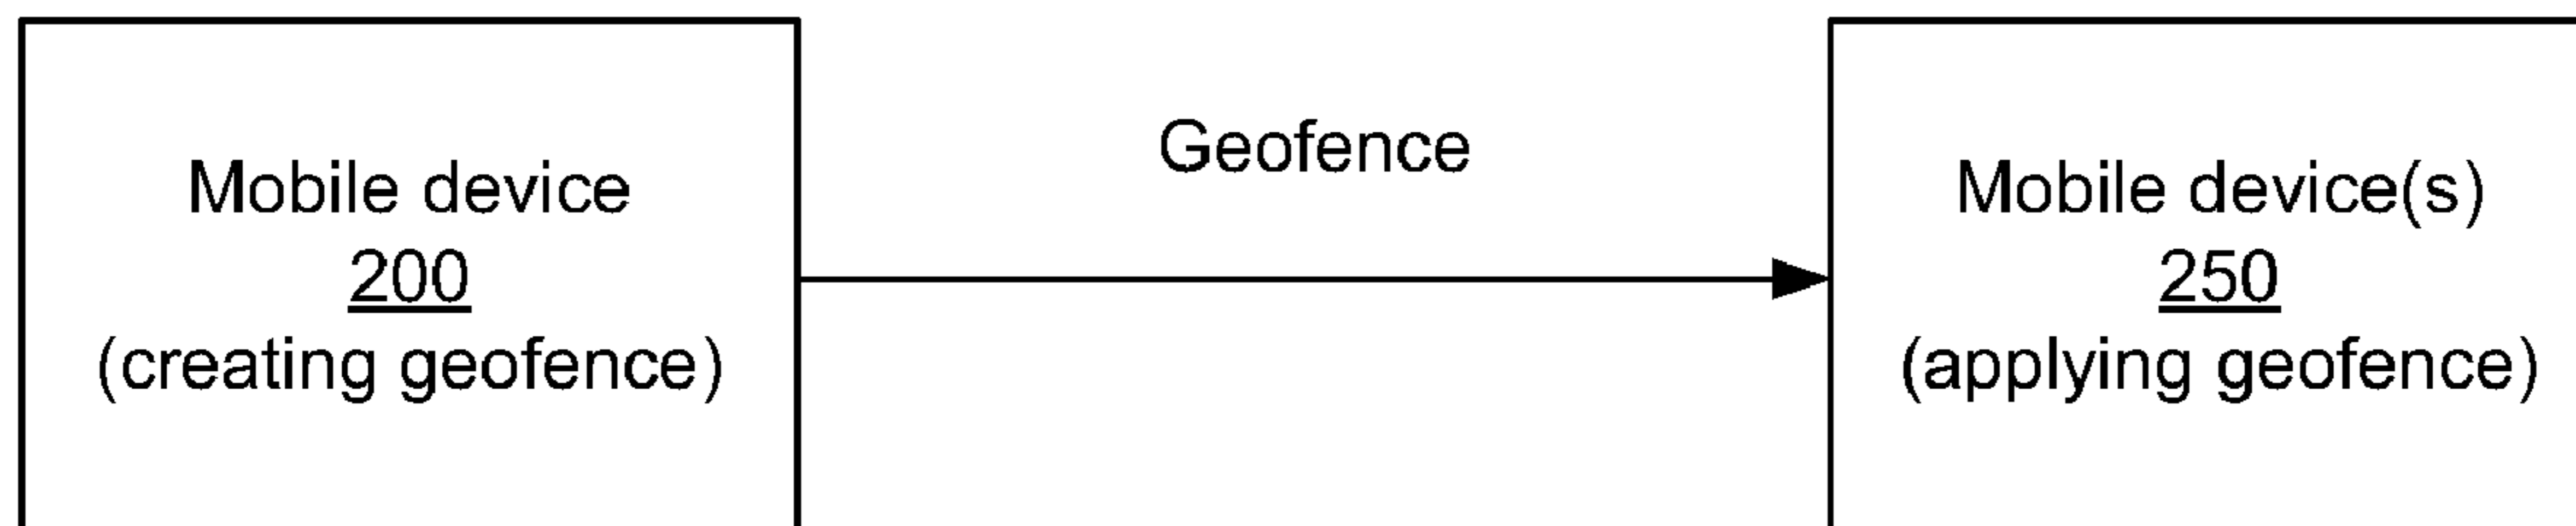 Mobile device
200
(creating geofence)
Geofence
Mobile device(s)
250
(applying geofence)